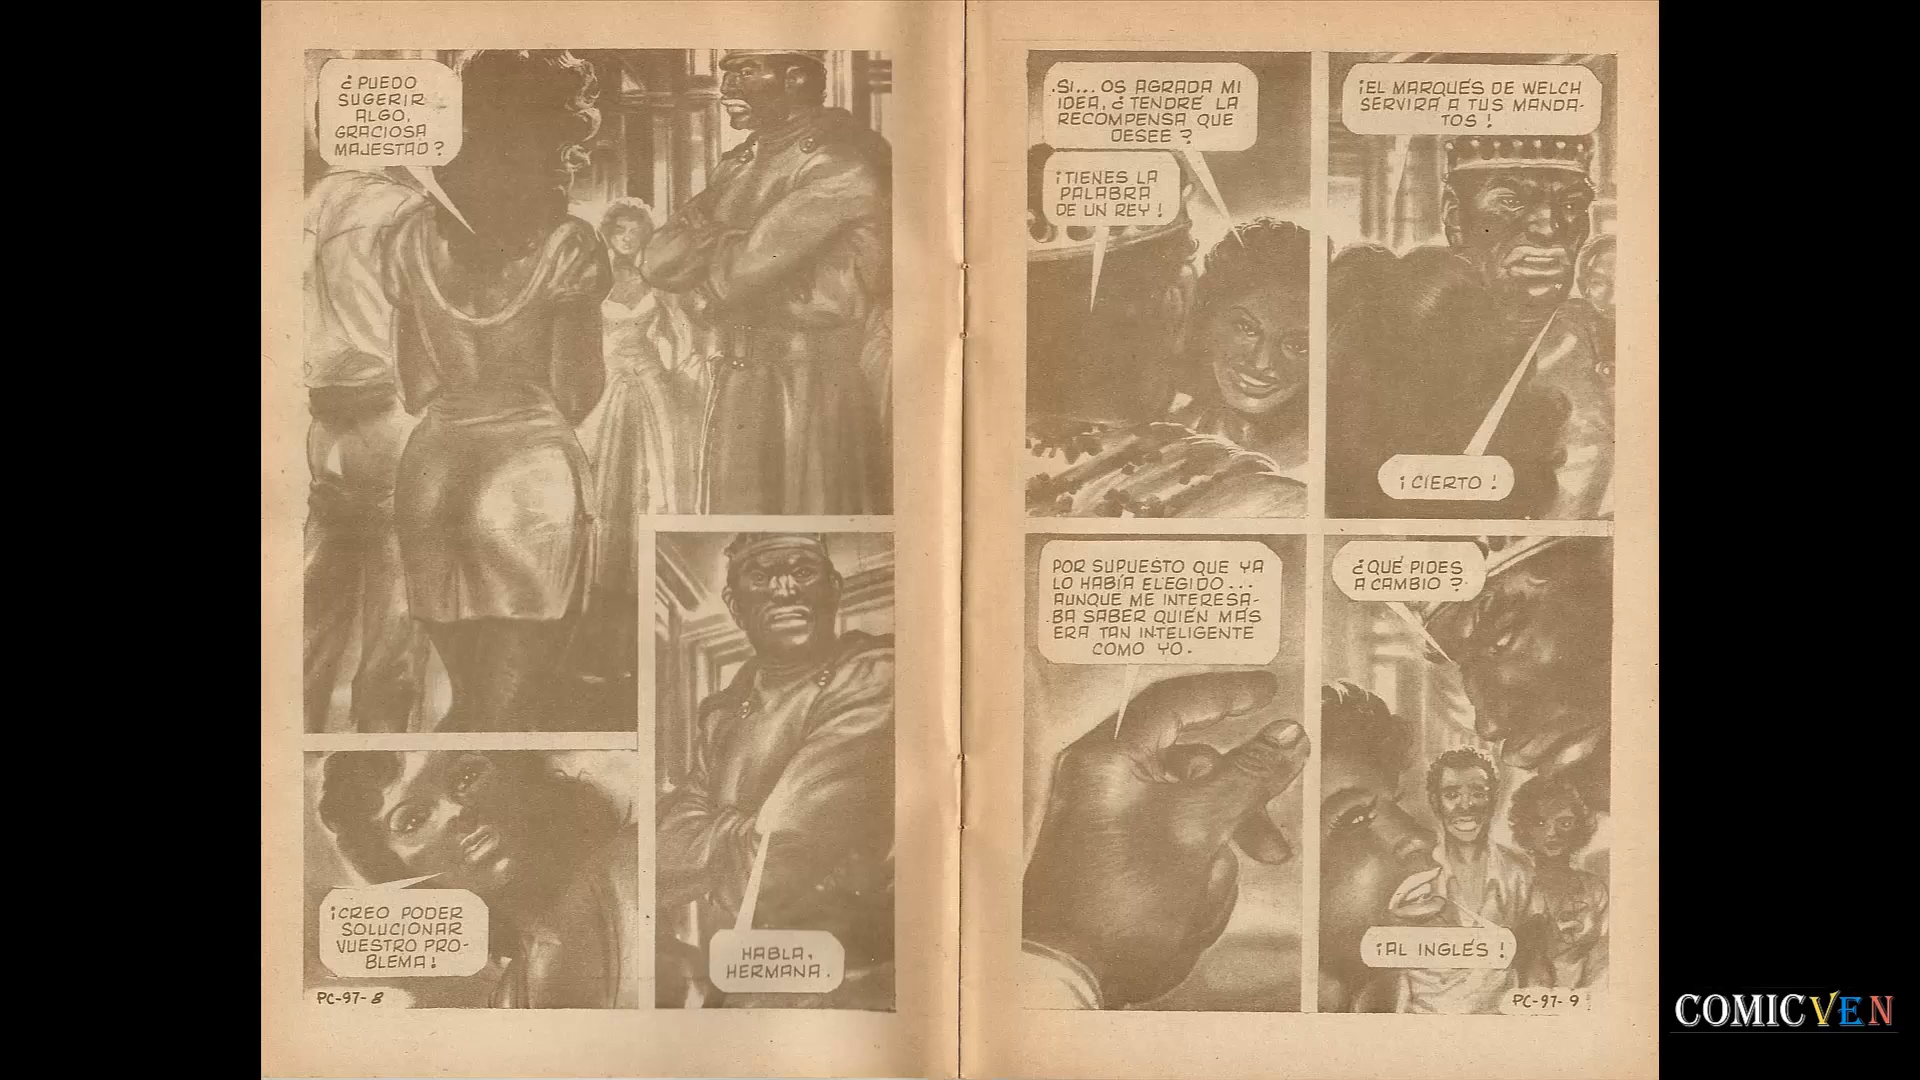 ¿PUEDO
SUGERIR
ALGO,
GRACIOSA
MAJESTAD?
¡CREO PODER
SOLUCIONAR
VUESTRO PRO-
BLEMA!
HABLA,
HERMANA.
PC-97-8
SI... OS AGRADA MI
IDEA, ¿TENDRÉ LA
RECOMPENSA QUE
DESEE?
¡TIENES LA
PALABRA
DE UN REY!
¡EL MARQUÉS DE WELCH
SERVIRÁ A TUS MANDA-
TOS!
¡CIERTO!
POR SUPUESTO QUE YA
LO HABÍA ELEGIDO...
AUNQUE ME INTERESA-
BA SABER QUIÉN MÁS
ERA TAN INTELIGENTE
COMO YO.
¿QUÉ PIDES
A CAMBIO?
¡AL INGLÉS!
PC-97-9
COMICVEN